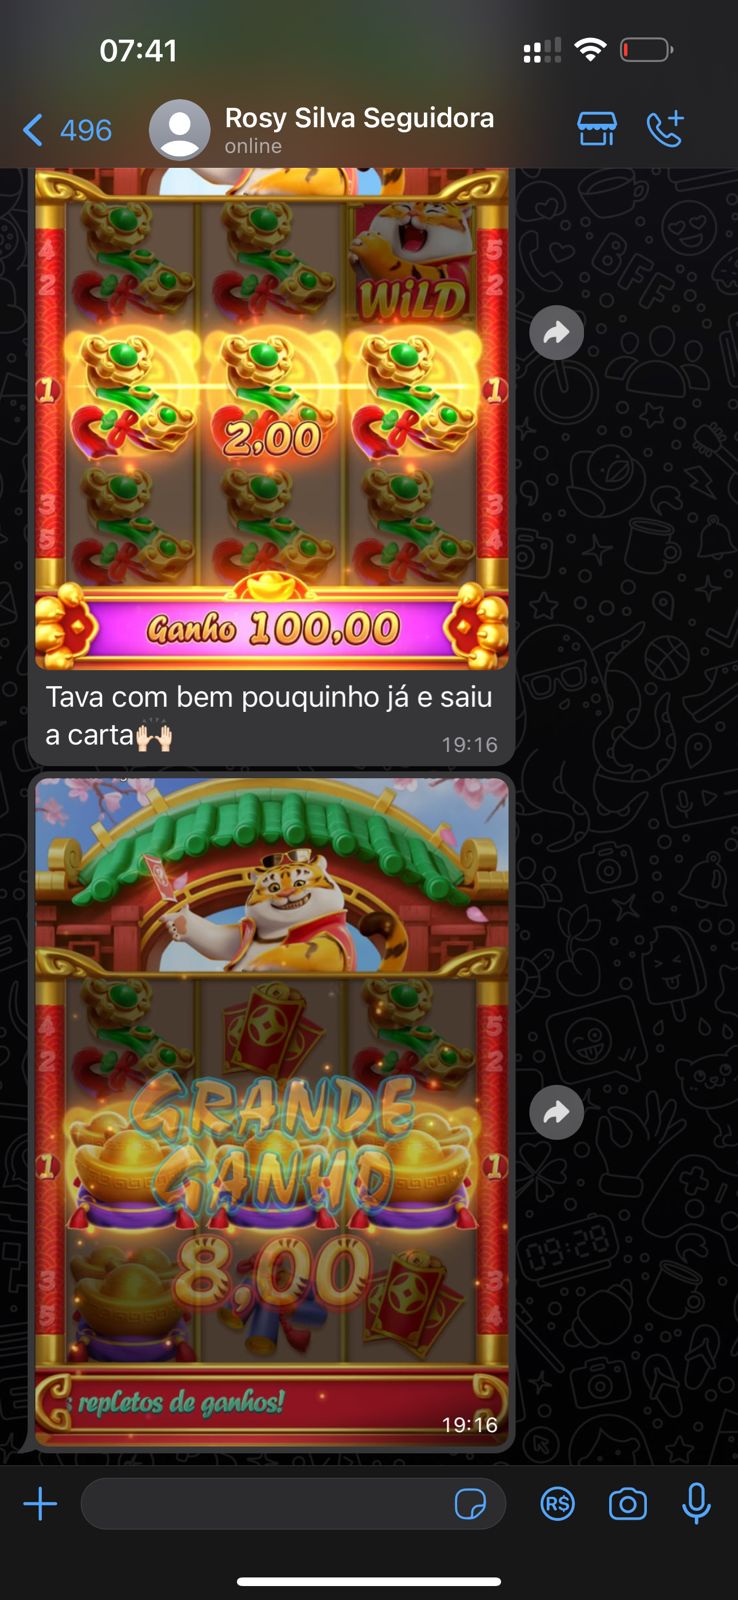 07:41
496
Rosy Silva Seguidora
online
4
5
2
2
WILD
1
1
2,00
3
3
5
4
Ganho 100,00
Tava com bem pouquinho já e saiu
a carta🙌🏻
19:16
4
5
2
2
GRANDE
GANHO
1
1
8,00
3
3
5
4
repletos de ganhos!
19:16
R$